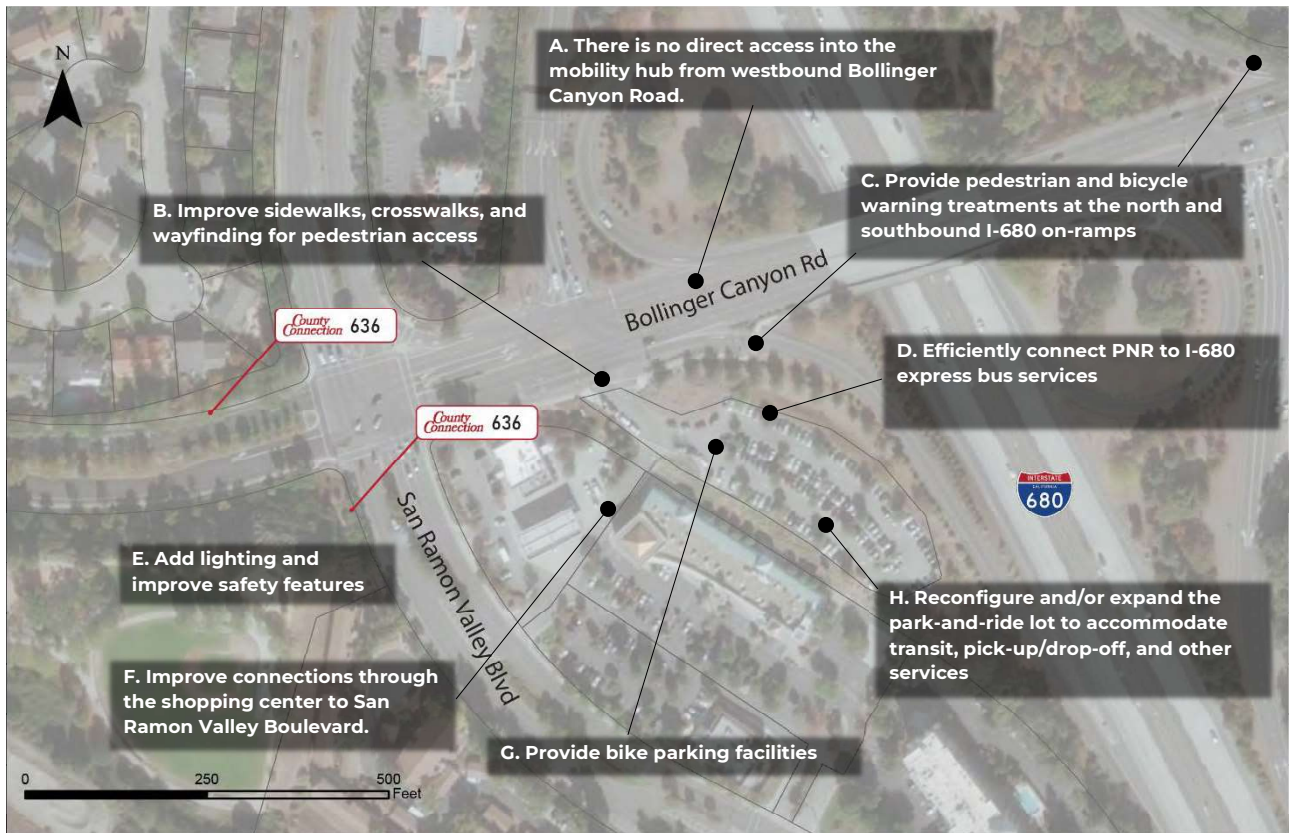 N
A. There is no direct access into the
mobility hub from westbound Bollinger
Canyon Road.
C. Provide pedestrian and bicycle
warning treatments at the north and
southbound I-680 on-ramps
B. Improve sidewalks, crosswalks, and
wayfinding for pedestrian access
Bollinger Canyon Rd
County
Connection 636
D. Efficiently connect PNR to I-680
express bus services
County
Connection 636
INTERSTATE
CALIFORNIA
680
San Ramon Valley Blvd
E. Add lighting and
improve safety features
H. Reconfigure and/or expand the
park-and-ride lot to accommodate
transit, pick-up/drop-off, and other
services
F. Improve connections through
the shopping center to San
Ramon Valley Boulevard.
G. Provide bike parking facilities
0 250 500
Feet